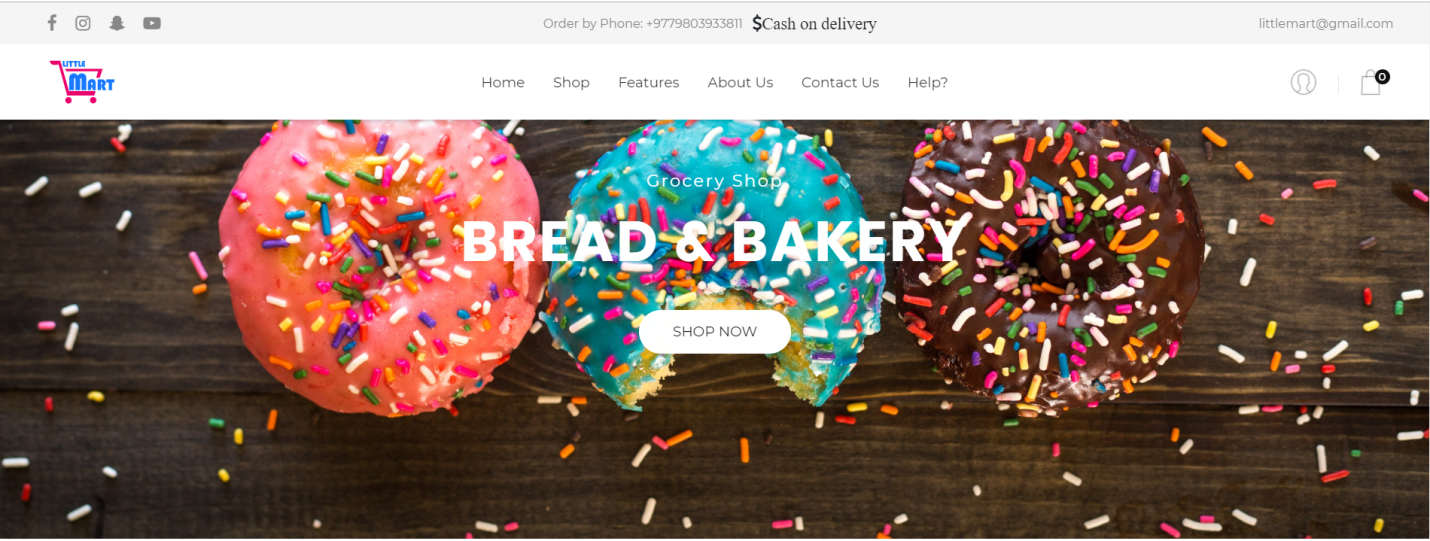 Order by Phone: +9779803933811 $Cash on delivery
littlemart@gmail.com
LITTLE
MART
Home Shop Features About Us Contact Us Help?
0
Grocery Shop
BREAD & BAKERY
SHOP NOW